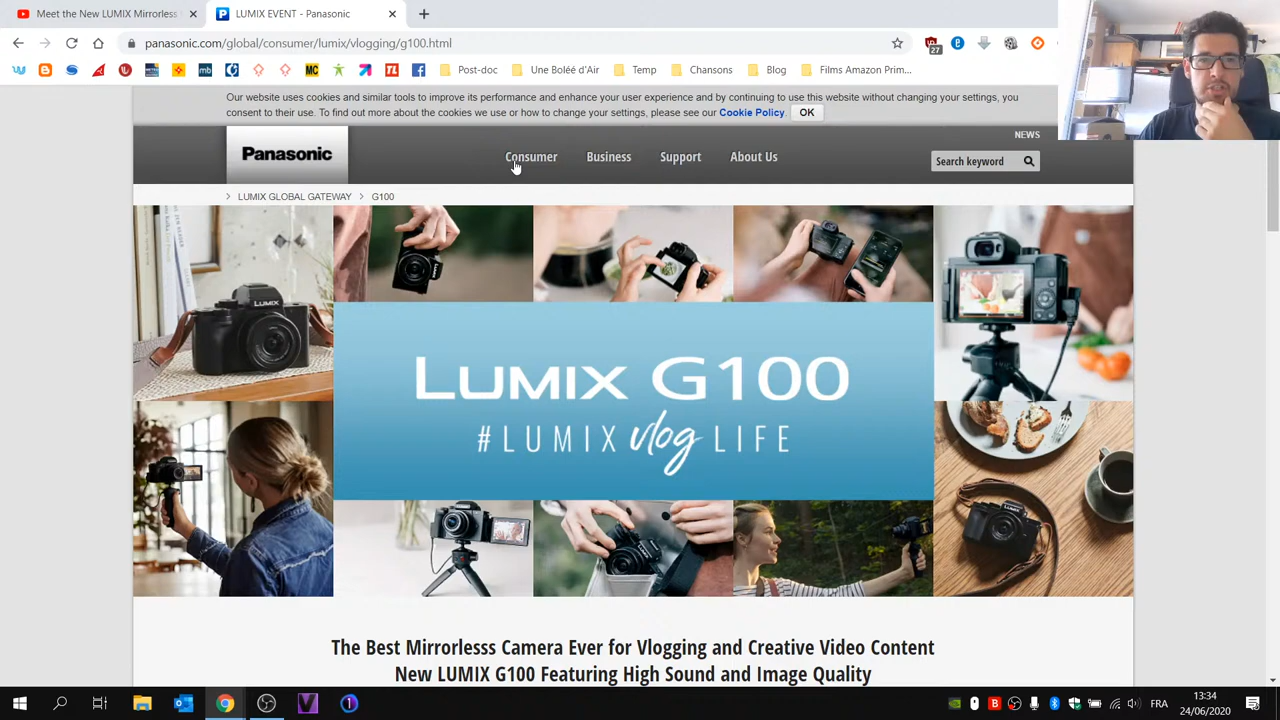 Meet the New LUMIX Mirrorless
LUMIX EVENT - Panasonic
panasonic.com/global/consumer/lumix/vlogging/g100.html
27
Post-doc
Une Boléé d'Air
Temp
Chansons
Blog
Films Amazon Prim...
Our website uses cookies and similar tools to improve its performance and enhance your user experience and by continuing to use this website without changing your settings, you
consent to their use. To find out more about the cookies we use or how to change your settings, please see our Cookie Policy. OK
NEWS
Panasonic
Consumer
Business
Support
About Us
Search keyword
LUMIX GLOBAL GATEWAY
G100
LUMIX G100
#LUMIX vlog LIFE
The Best Mirrorlesss Camera Ever for Vlogging and Creative Video Content
New LUMIX G100 Featuring High Sound and Image Quality
FR
13:34
24/06/2020